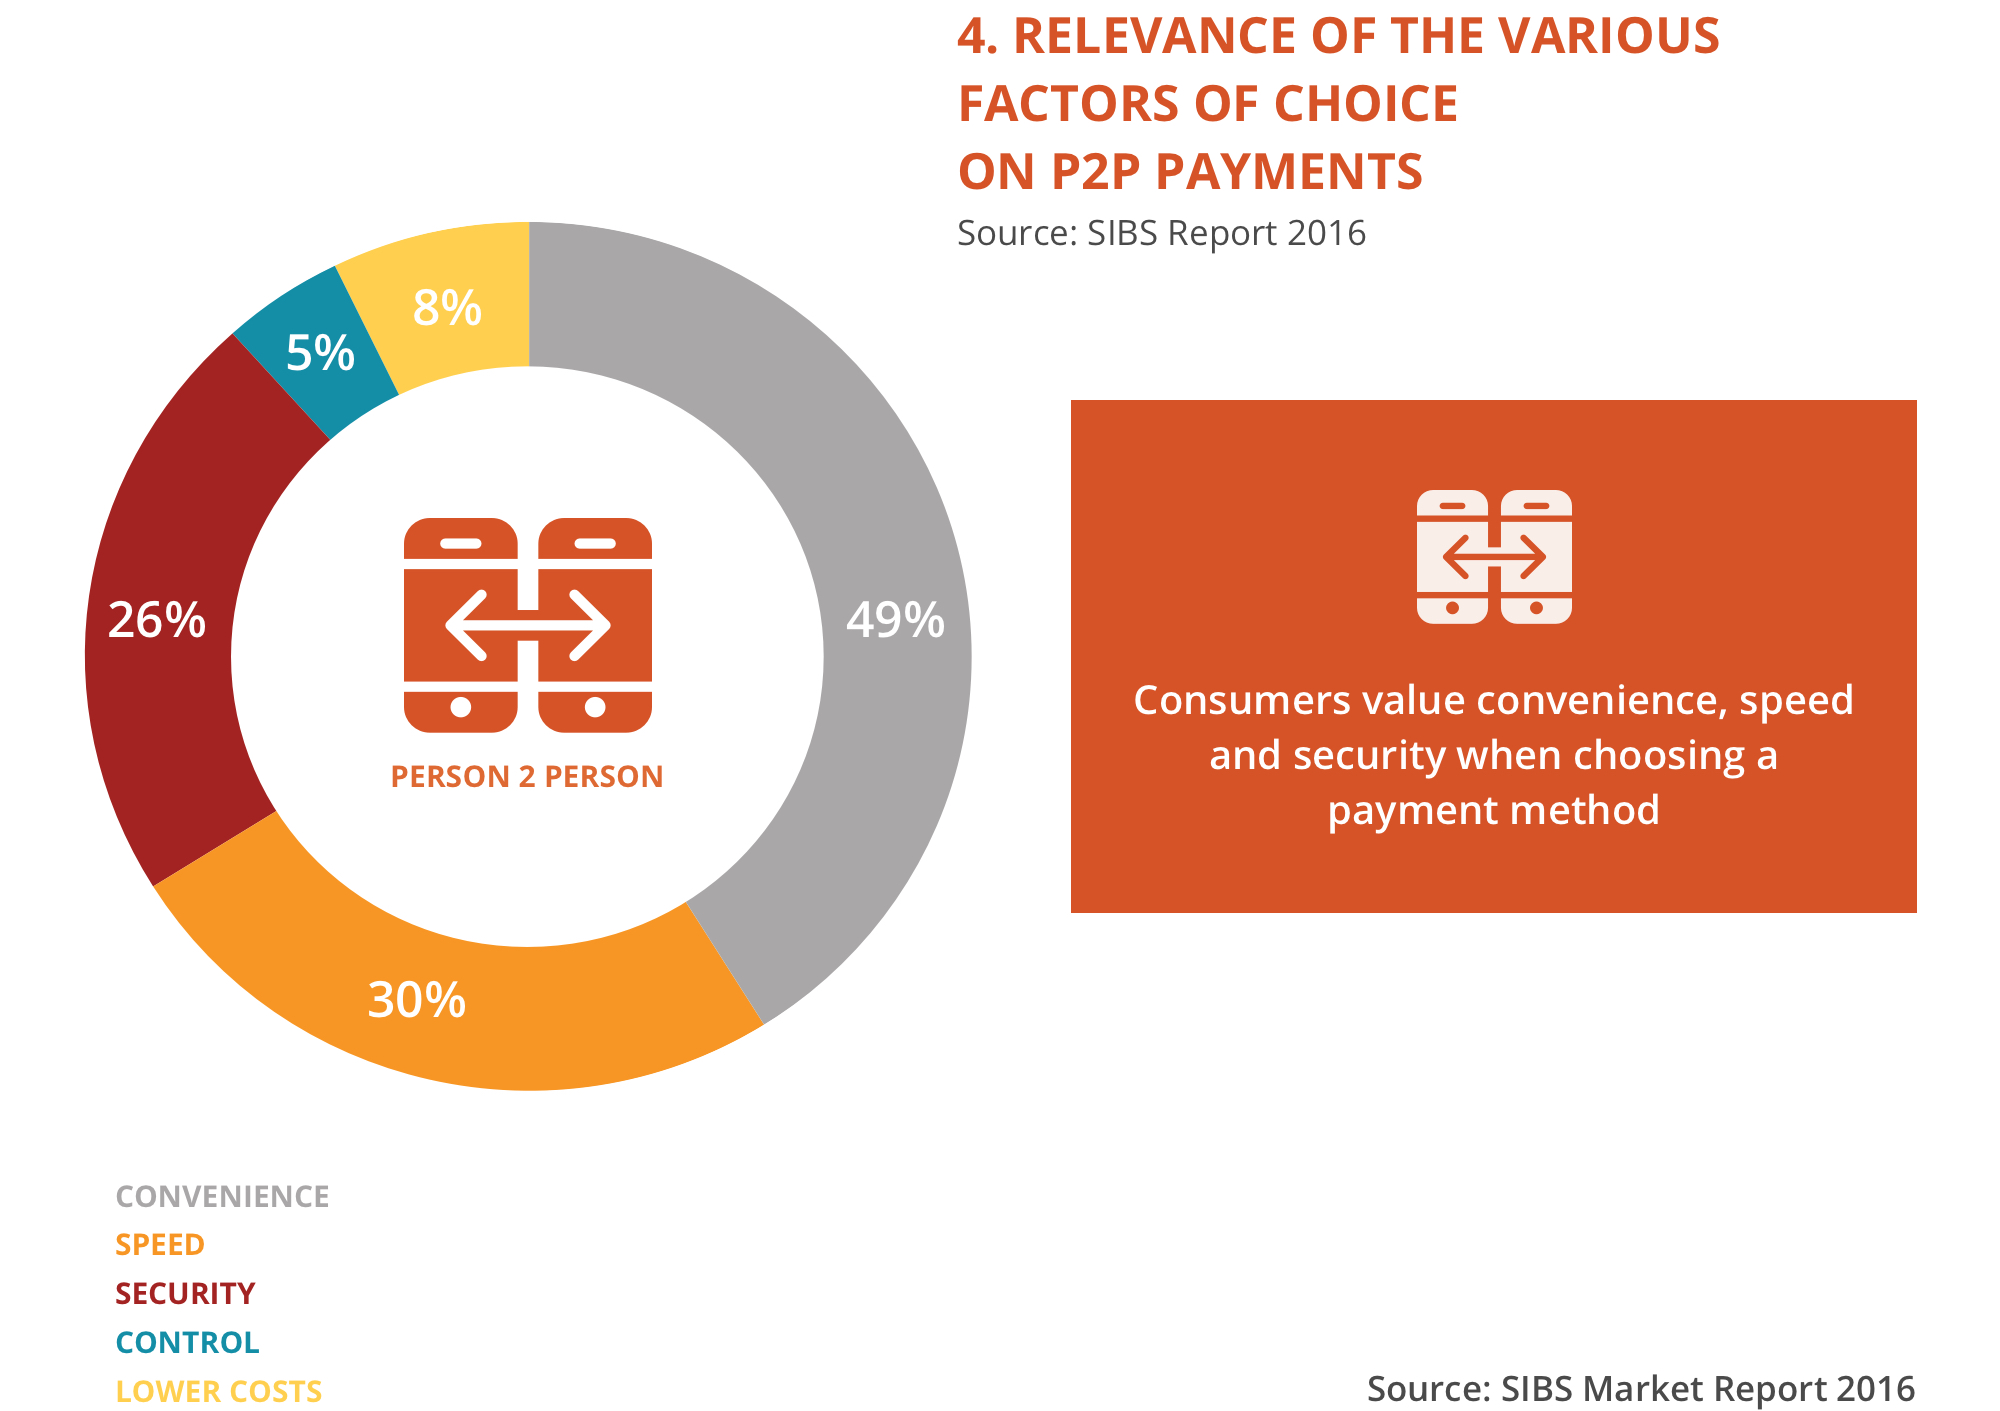 4. RELEVANCE OF THE VARIOUS
FACTORS OF CHOICE
ON P2P PAYMENTS
Source: SIBS Report 2016
8%
5%
26%
49%
30%
PERSON 2 PERSON
Consumers value convenience, speed
and security when choosing a
payment method
CONVENIENCE
SPEED
SECURITY
CONTROL
LOWER COSTS
Source: SIBS Market Report 2016